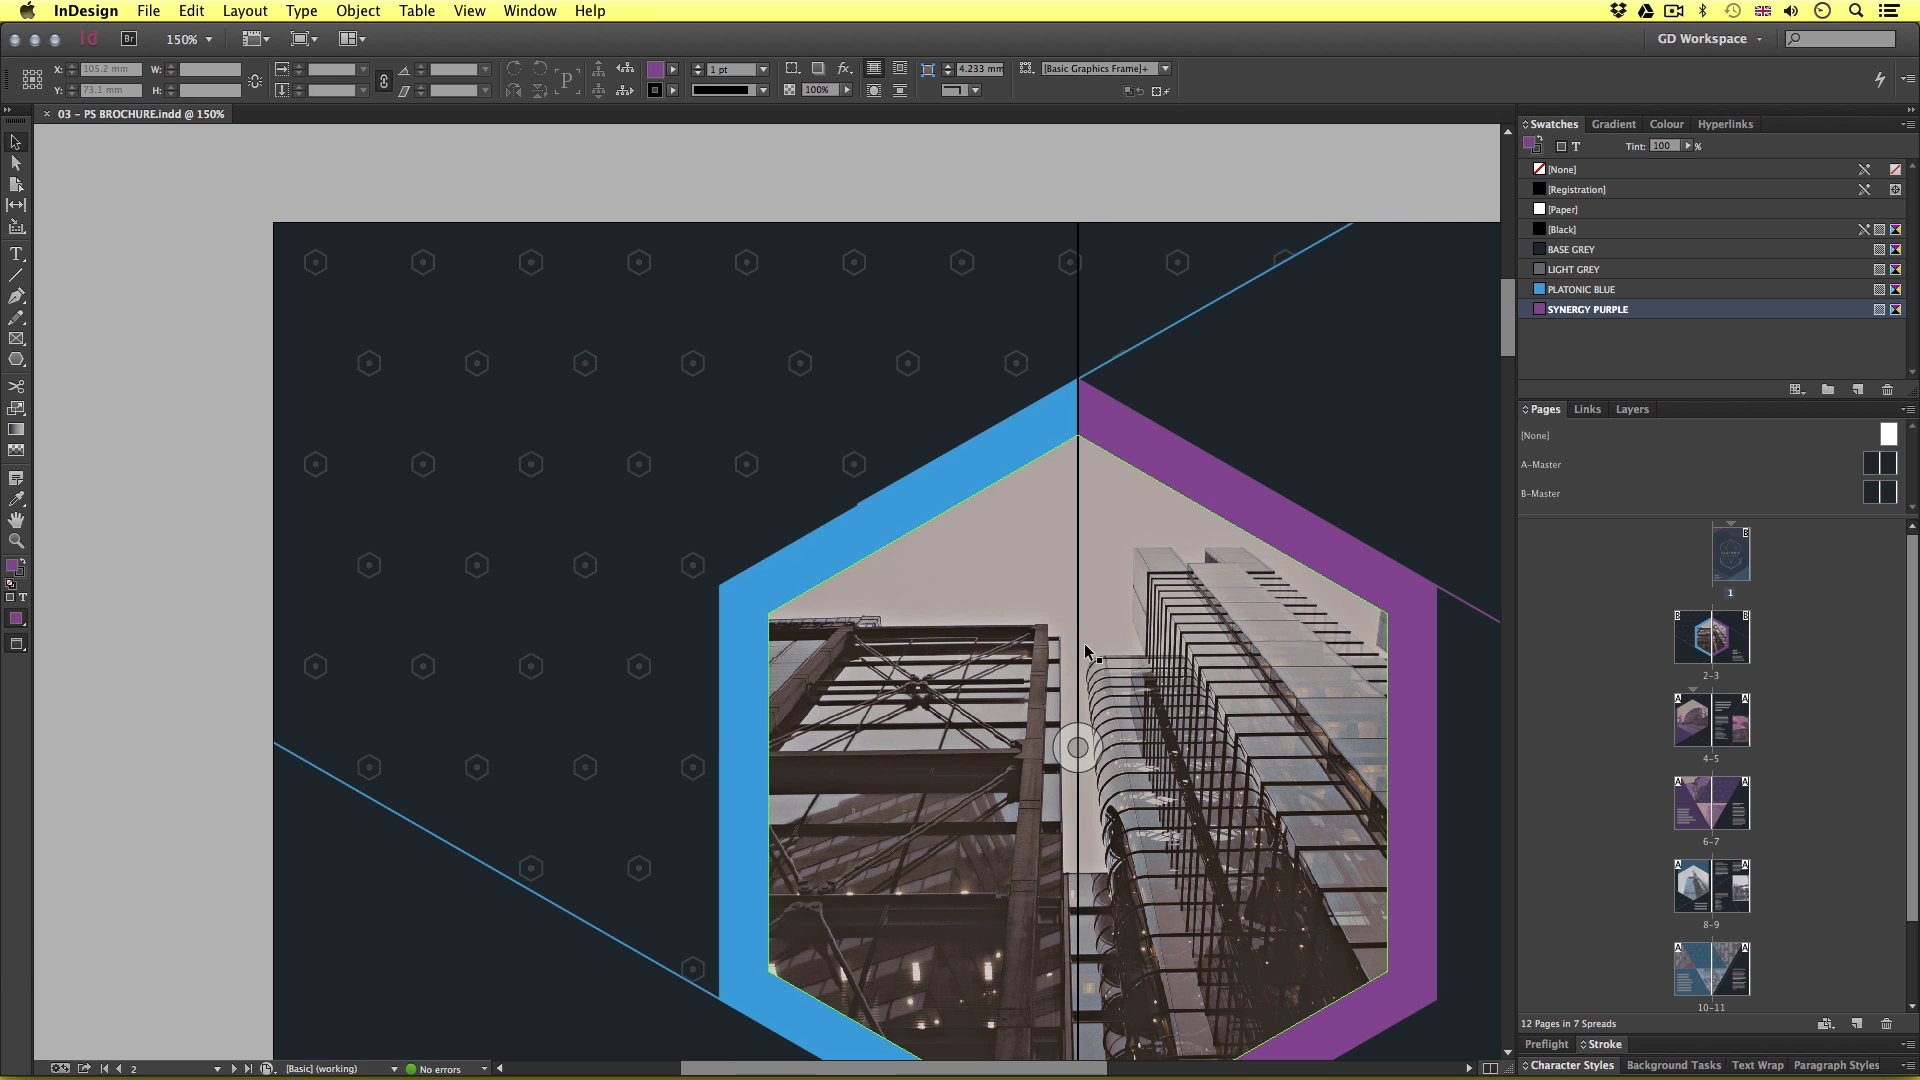 InDesign File Edit Layout Type Object Table View Window Help
Id Br 150% GD Workspace
X: 105.2 mm W: 1 pt 4.233 mm [Basic Graphics Frame]+
Y: 73.1 mm H: P fx 100%
× 03 - PS BROCHURE.indd @ 150%
Swatches Gradient Colour Hyperlinks
T Tint: 100 %
[None]
[Registration]
[Paper]
[Black]
BASE GREY
LIGHT GREY
PLATONIC BLUE
SYNERGY PURPLE
Pages Links Layers
[None]
A-Master
B-Master
B
1
B B
2-3
A A
4-5
A A
6-7
A A
8-9
A A
10-11
12 Pages in 7 Spreads
Preflight Stroke
Character Styles Background Tasks Text Wrap Paragraph Styles
2 [Basic] (working) No errors